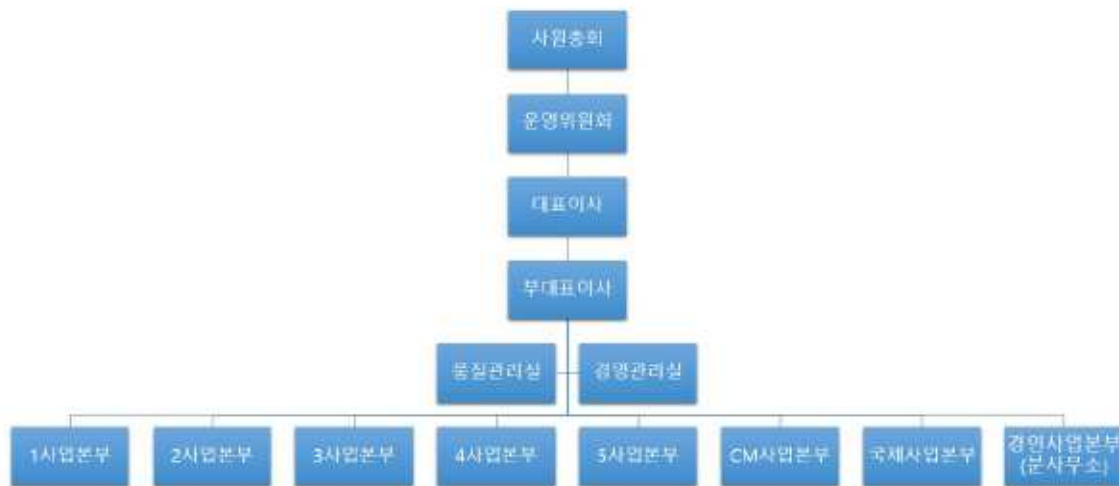 사원총회
운영위원회
대표이사
부대표이사
품질관리실
경영관리실
1사업본부
2사업본부
3사업본부
4사업본부
5사업본부
CM사업본부
국제사업본부
경인사업본부
(분사무소)